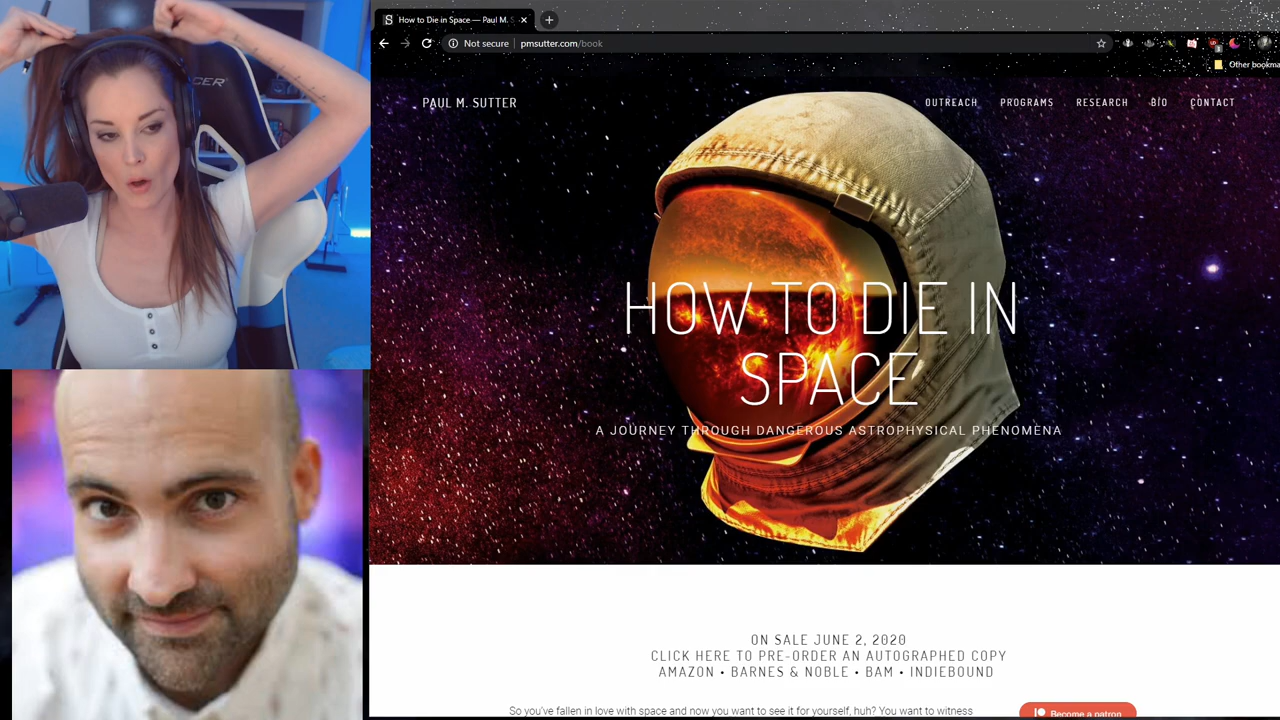 How to Die in Space — Paul M. S
Not secure
pmsutter.com/book
Other bookma
CER
PAUL M. SUTTER
OUTREACH
PROGRAMS
RESEARCH
BIO
CONTACT
HOW TO DIE IN
SPACE
A JOURNEY THROUGH DANGEROUS ASTROPHYSICAL PHENOMENA
ON SALE JUNE 2, 2020
CLICK HERE TO PRE-ORDER AN AUTOGRAPHED COPY
AMAZON • BARNES & NOBLE • BAM • INDIEBOUND
So you've fallen in love with space and now you want to see it for yourself, huh? You want to witness
Become a patron